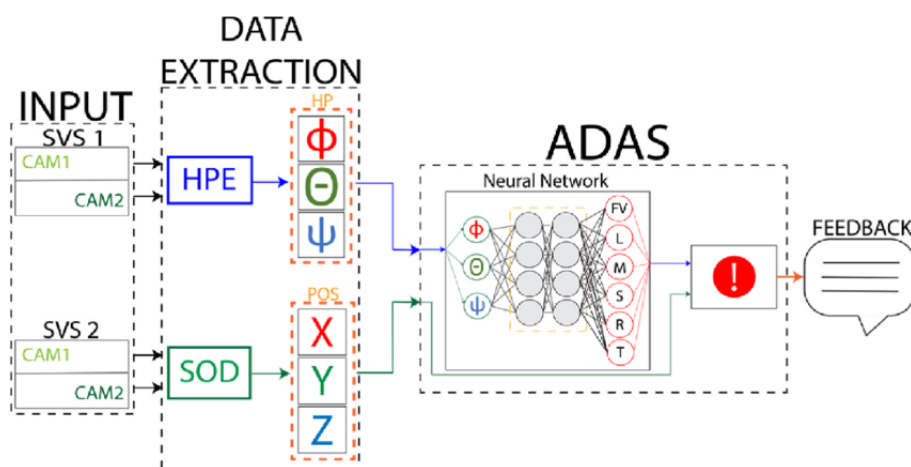 DATA
EXTRACTION
INPUT
SVS 1
CAM1
CAM2
HPE
HP
Φ
Θ
Ψ
SVS 2
CAM1
CAM2
SOD
POS
X
Y
Z
ADAS
Neural Network
Φ
Θ
Ψ
FV
L
M
S
R
T
!
FEEDBACK